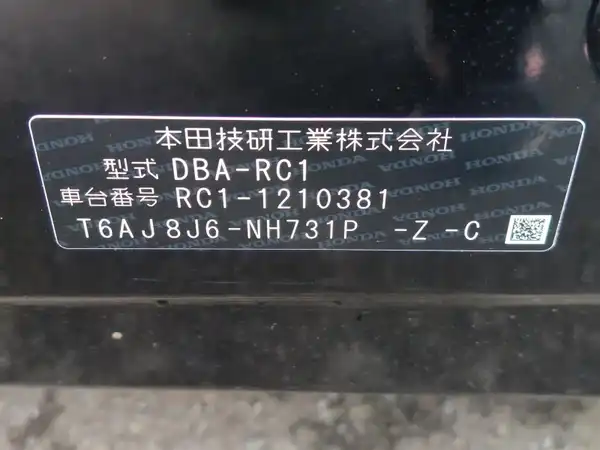 本田技研工業株式会社
型式 DBA-RC1
車台番号 RC1-1210381
T6AJ8J6-NH731P -Z -C